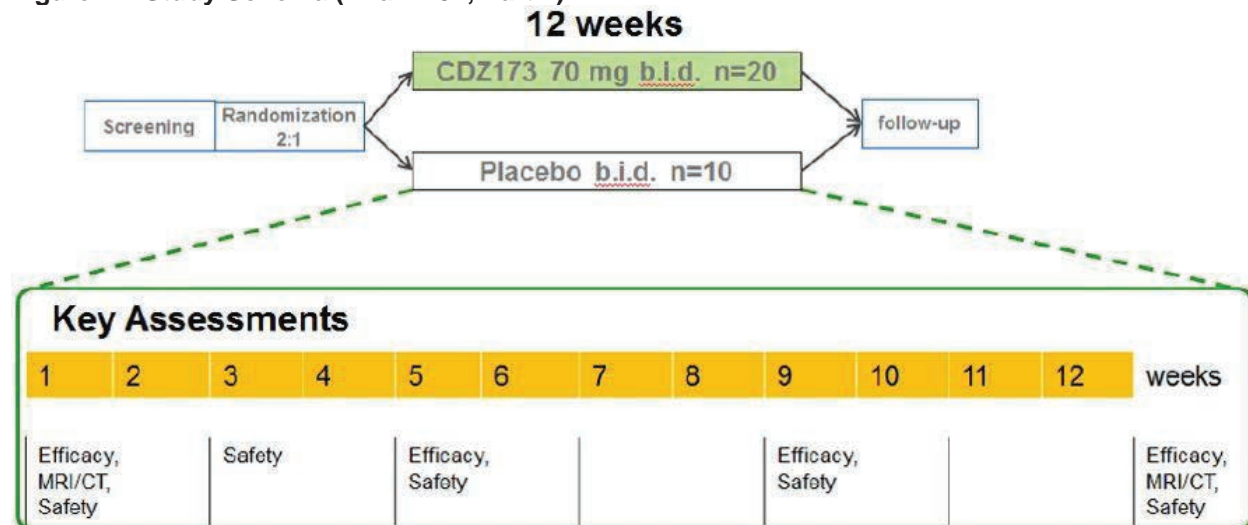 12 weeks
CDZ173 70 mg b.i.d. n=20
Screening
Randomization
2:1
follow-up
Placebo b.i.d. n=10
Key Assessments
1 2 3 4 5 6 7 8 9 10 11 12 weeks
Efficacy,
MRI/CT,
Safety
Safety
Efficacy,
Safety
Efficacy,
Safety
Efficacy,
MRI/CT,
Safety